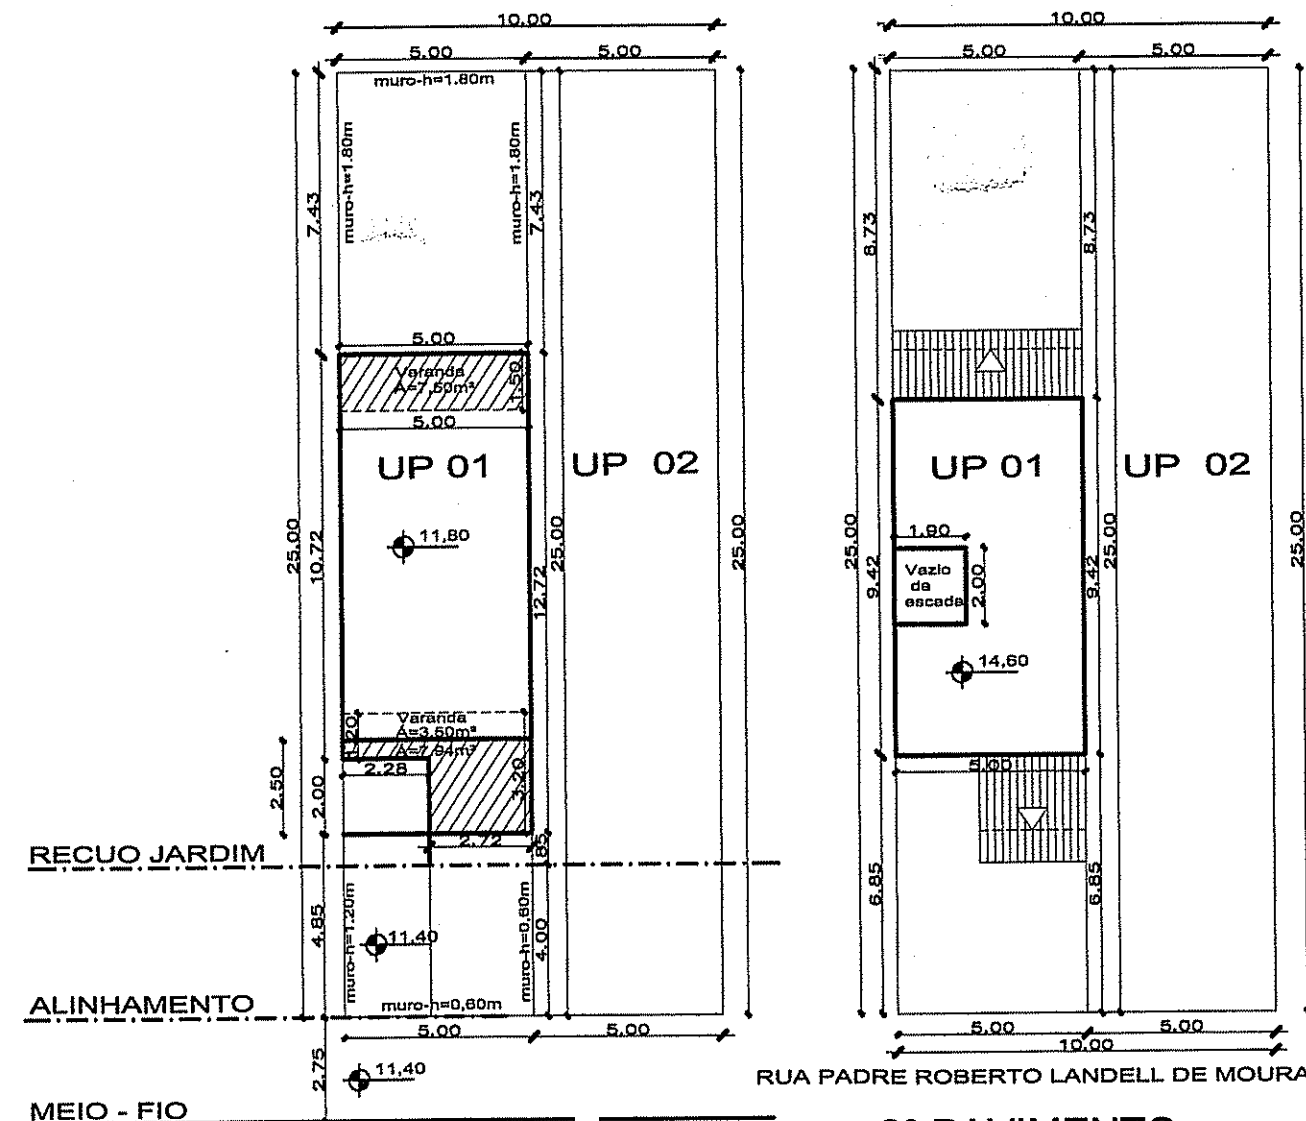 10.00
5.00 5.00
muro-h=1.80m
muro-h=1.80m
muro-h=1.80m
7.43
7.43
5.00
Varanda
A=7,50m²
1.50
5.00
UP 01
UP 02
11,80
25.00
10.72
12.72
25.00
25.00
Varanda
A=3,50m²
A=7,94m²
1.20
2.28
3.20
2.50
2.00
2.72
.85
RECUO JARDIM
4.85
muro-h=1.20m
11,40
muro-h=0,60m
4.00
muro-h=0,60m
ALINHAMENTO
5.00 5.00
2.75
11,40
MEIO - FIO
10.00
5.00 5.00
8.73
8.73
UP 01
UP 02
1.90
Vazio
da
escada
2.00
25.00
9.42
9.42
25.00
25.00
14,60
5.00
6.85
6.85
5.00 5.00
10.00
RUA PADRE ROBERTO LANDELL DE MOURA